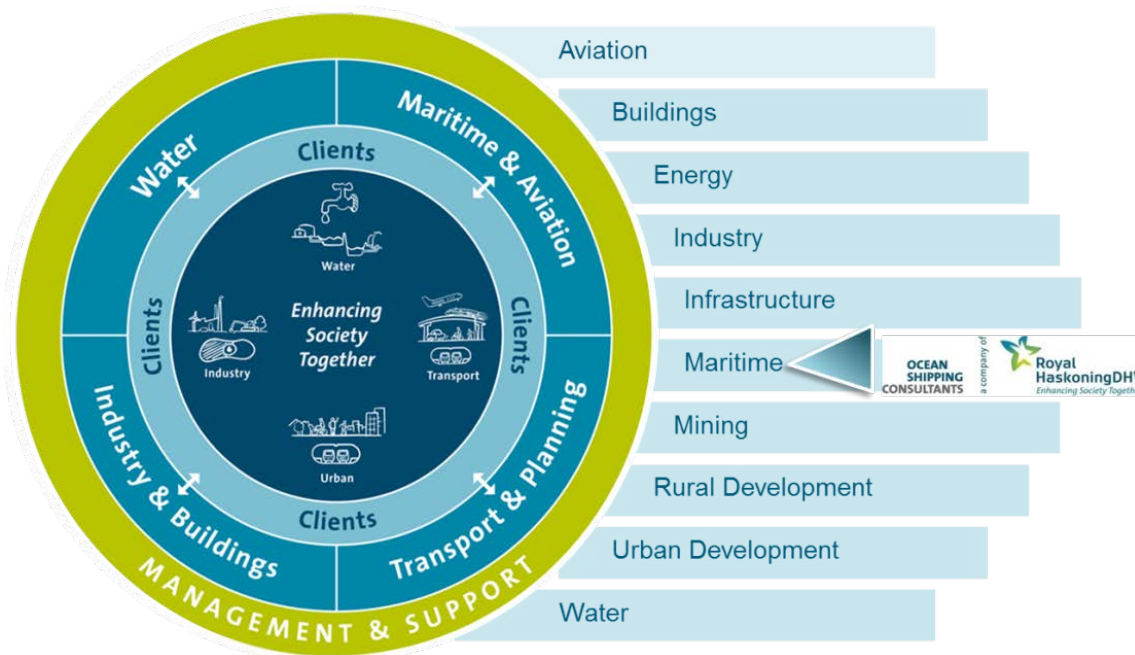 Water
Maritime & Aviation
Industry & Buildings
Transport & Planning
MANAGEMENT & SUPPORT
Clients
Clients
Clients
Clients
Water
Industry
Enhancing
Society
Together
Transport
Urban
Aviation
Buildings
Energy
Industry
Infrastructure
Maritime
Mining
Rural Development
Urban Development
Water
OCEAN
SHIPPING
CONSULTANTS
a company of
Royal
HaskoningDH
Enhancing Society Togeth